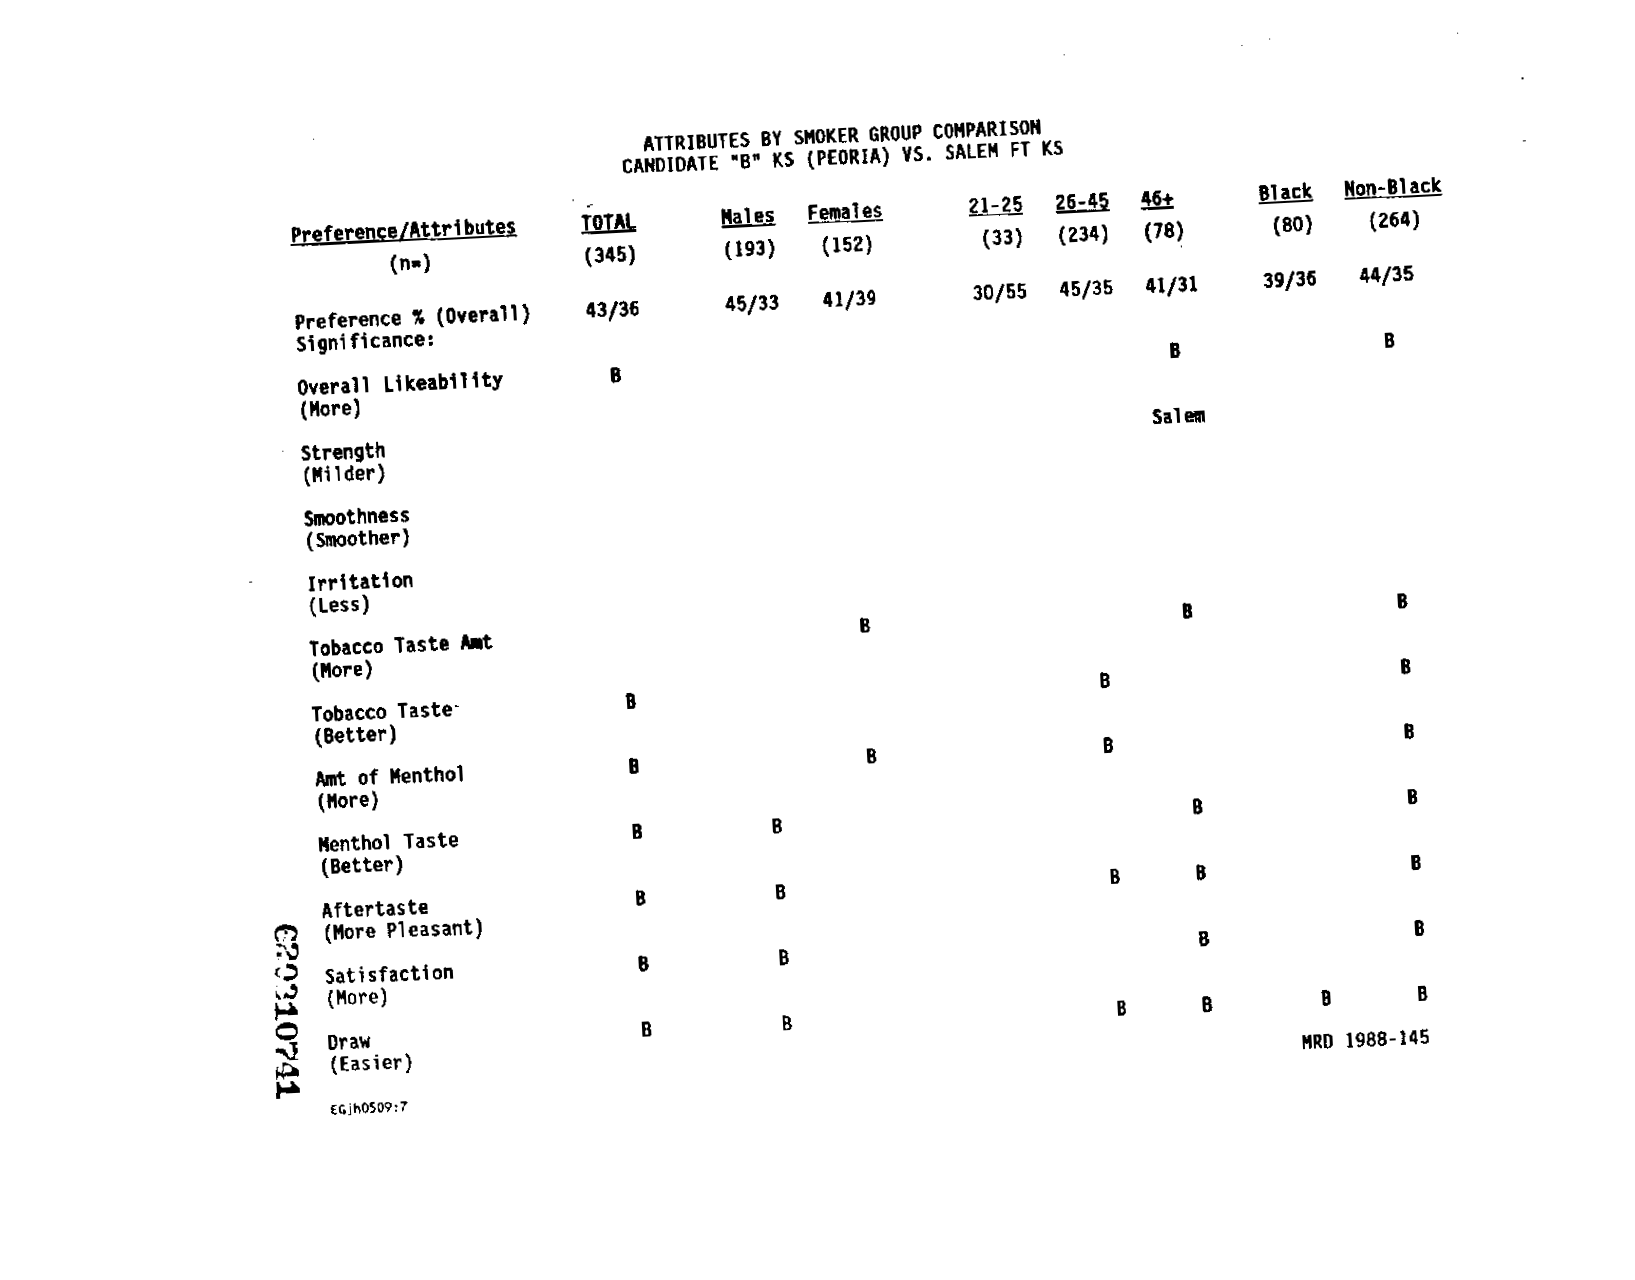 ATTRIBUTES BY SMOKER GROUP COMPARISON
CANDIDATE "B" KS (PEORIA) VS. SALEM FT KS
Preference/Attributes TOTAL Males Females 21-25 26-45 46+ Black Non-Black
(n=) (345) (193) (152) (33) (234) (78) (80) (264)
Preference % (Overall) 43/36 45/33 41/39 30/55 45/35 41/31 39/36 44/35
Significance:
Overall Likeability B B B
(More)
Strength Salem
(Milder)
Smoothness
(Smoother)
Irritation
(Less)
Tobacco Taste Amt B B B
(More)
Tobacco Taste B B B
(Better)
Amt of Menthol B B B B
(More)
Menthol Taste B B B B
(Better)
Aftertaste B B B B B
(More Pleasant)
Satisfaction B B B B
(More)
Draw B B B B B B
(Easier)
MRD 1988-145
EGjh0509:7